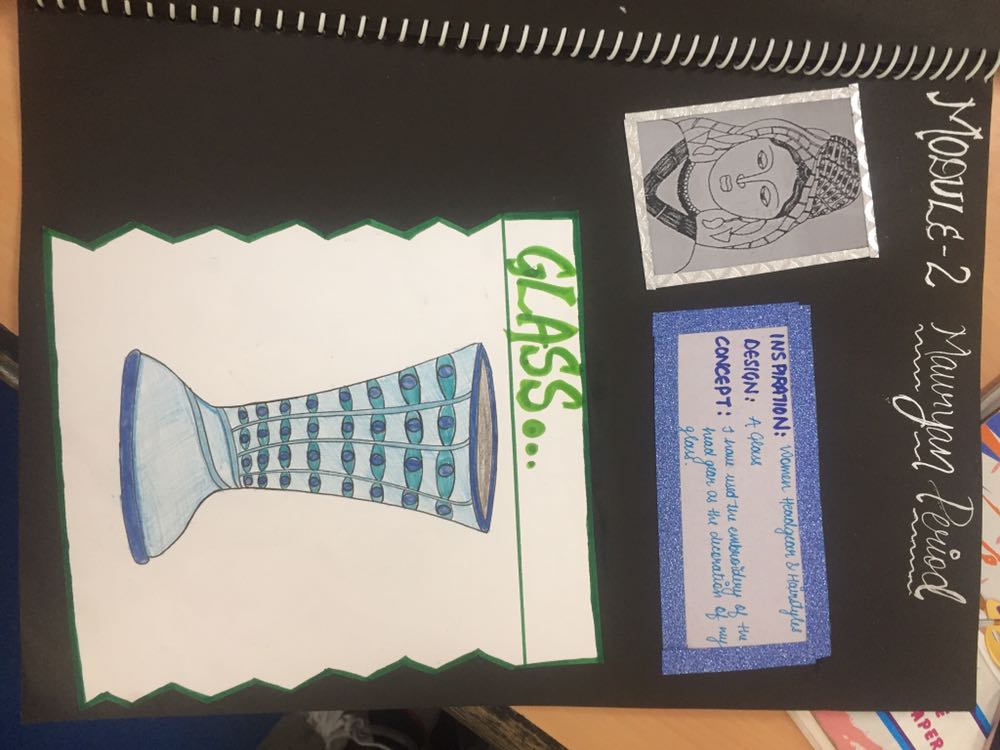 MODULE-2 Mauryan Period
INSPIRATION: Women Headgear & Hairstyles
DESIGN: A Glass
CONCEPT: I have used the embroidery of the
head gear as the decoration of my
glass.
GLASS...
APER